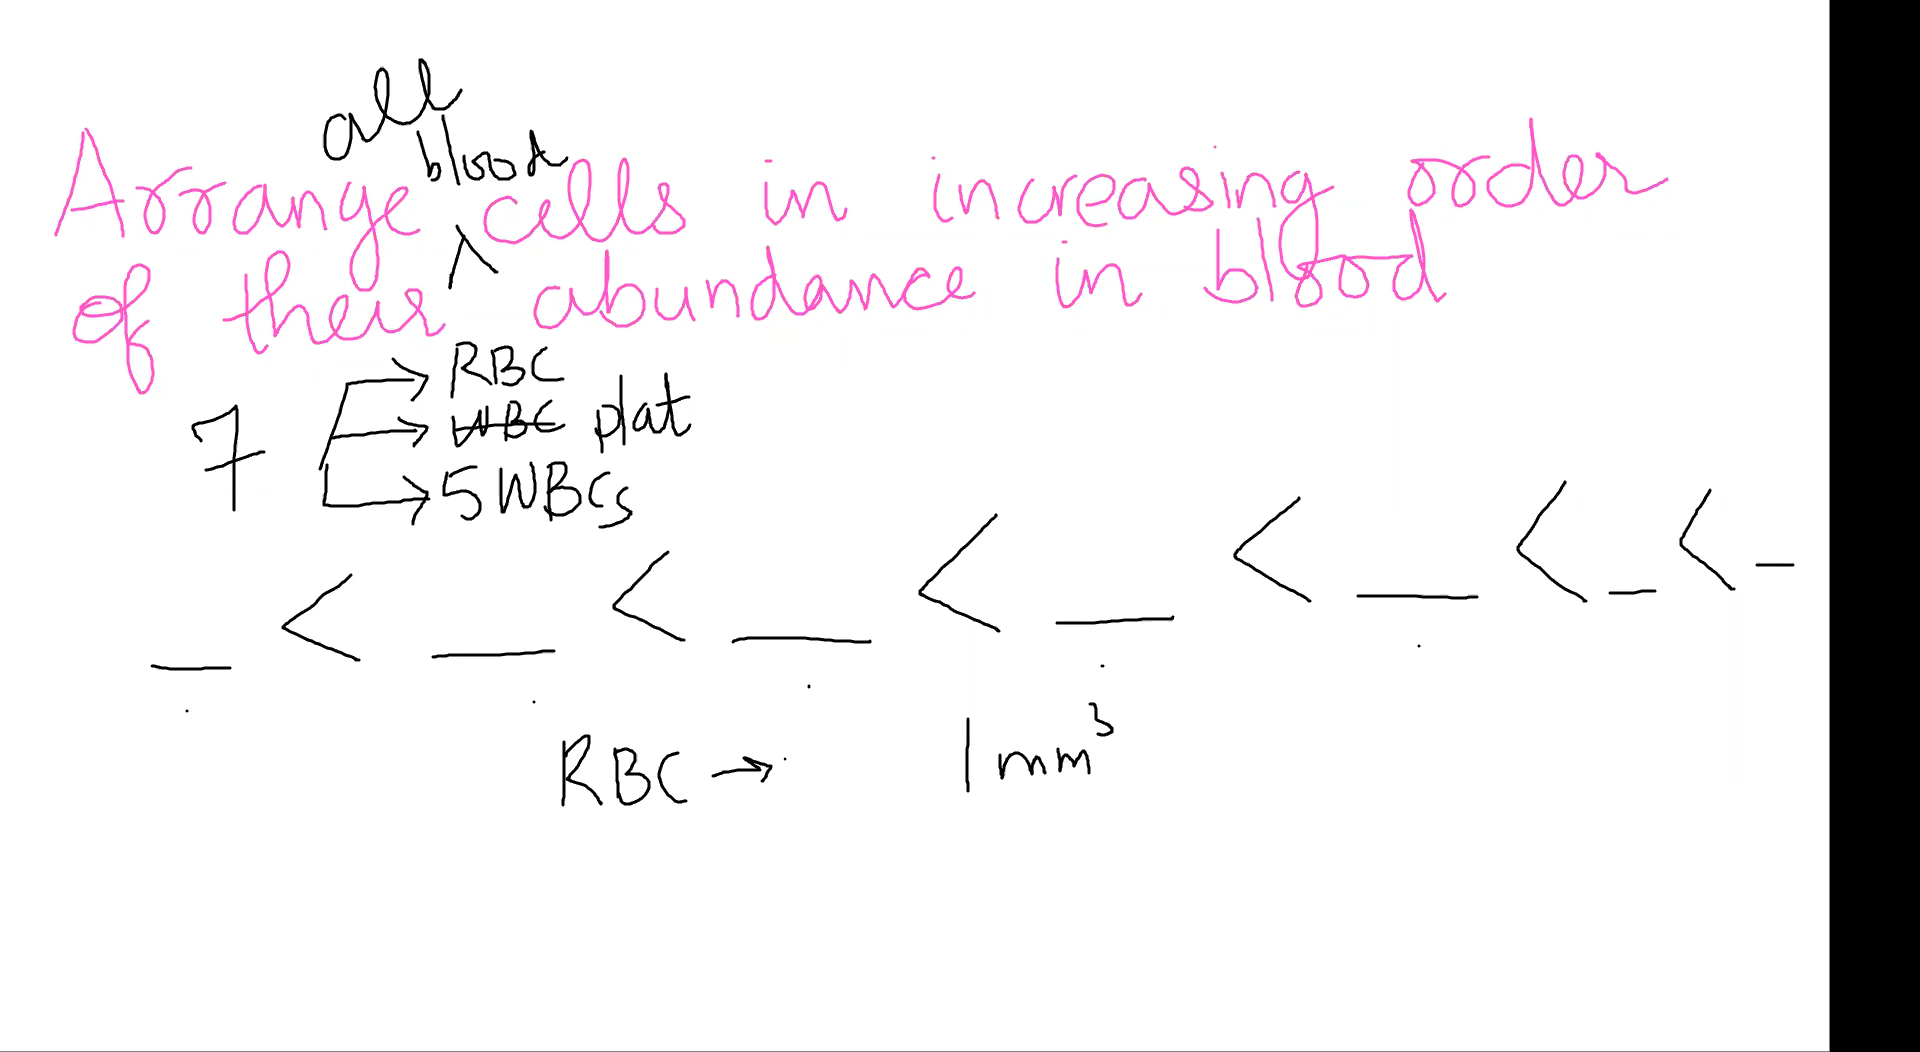 all
blood
Arrange cells in increasing order
of their abundance in blood
7 → RBC
→ WBC plat
→ 5 WBCs
_ < _ < _ < _ < _ < _ < _
RBC → 1 mm³